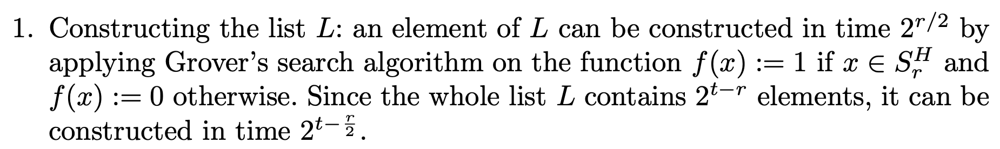 1. Constructing the list L: an element of L can be constructed in time 2^{r/2} by
applying Grover's search algorithm on the function f(x) := 1 if x ∈ S_r^H and
f(x) := 0 otherwise. Since the whole list L contains 2^{t−r} elements, it can be
constructed in time 2^{t−\frac{r}{2}}.